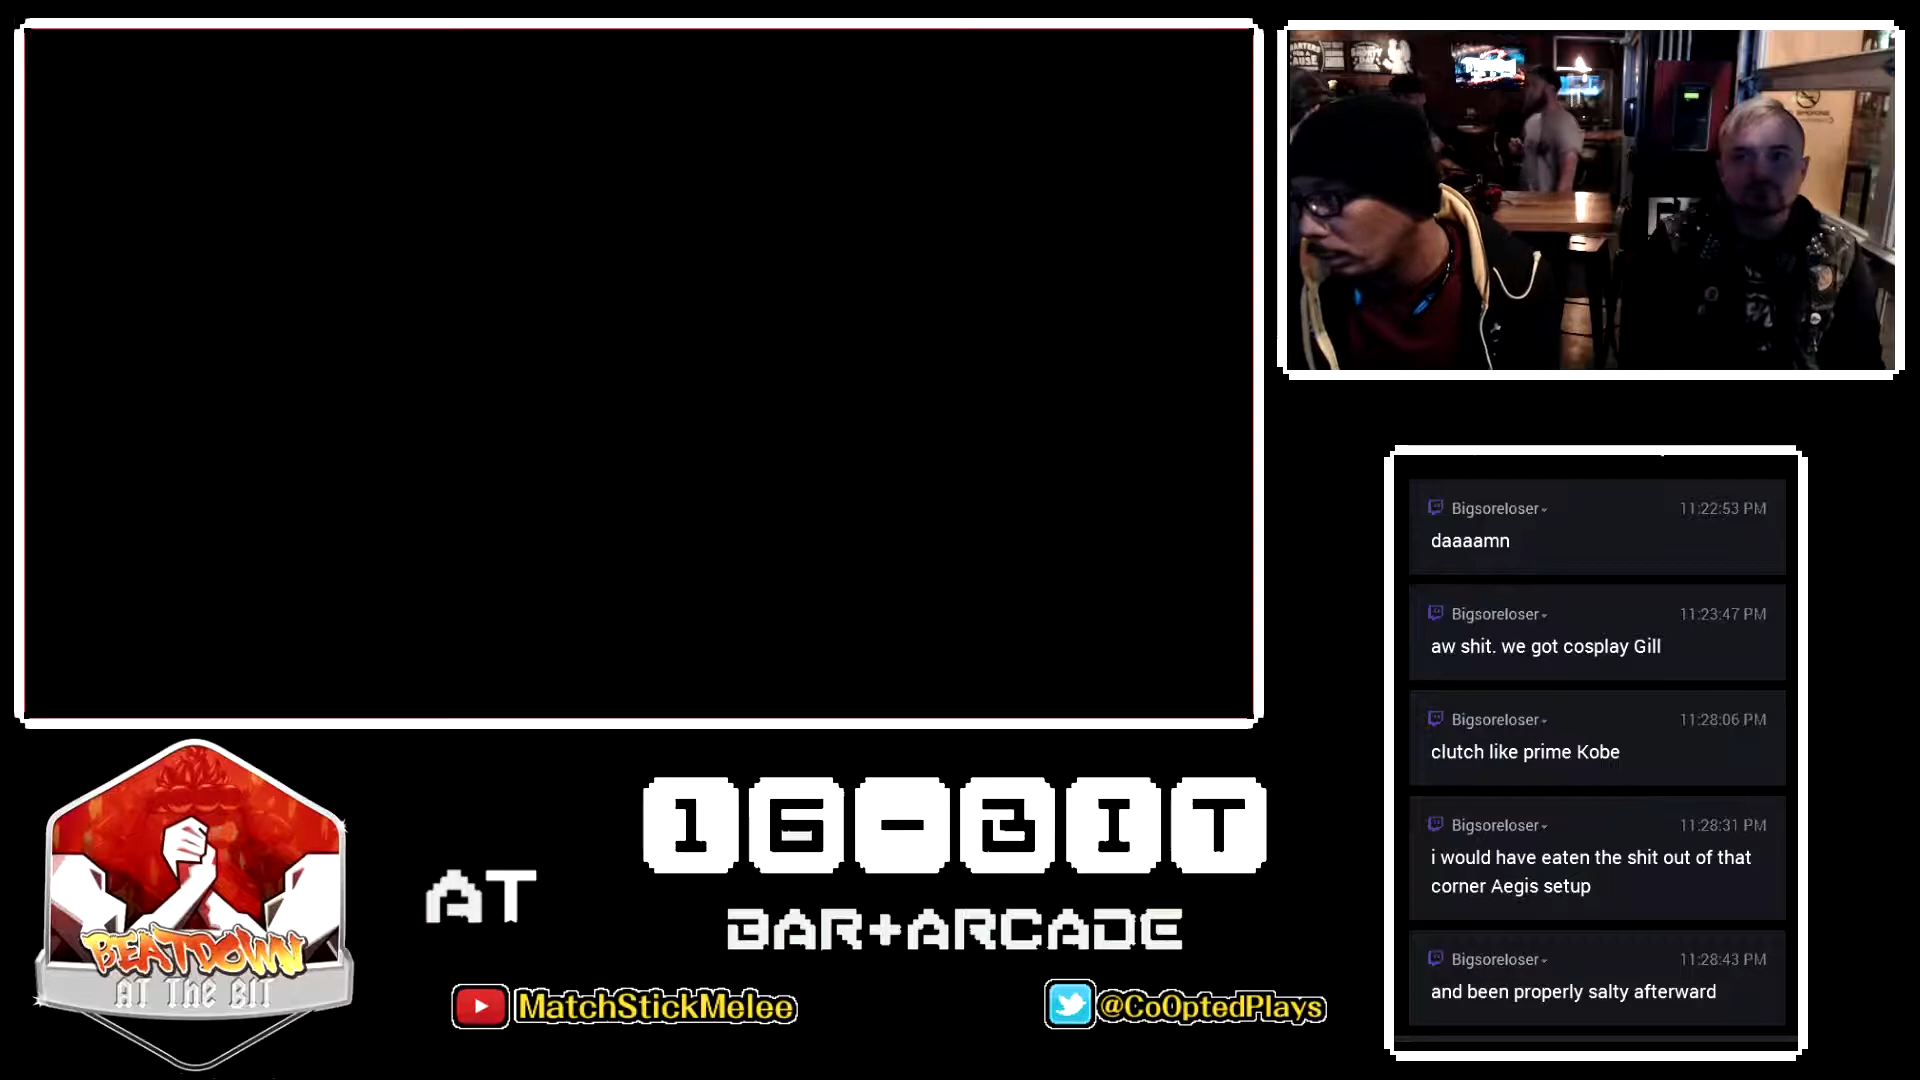 Bigsoreloser
11:22:53 PM
daaaamn
Bigsoreloser
11:23:47 PM
aw shit. we got cosplay Gill
Bigsoreloser
11:28:06 PM
clutch like prime Kobe
Bigsoreloser
11:28:31 PM
i would have eaten the shit out of that
corner Aegis setup
Bigsoreloser
11:28:43 PM
and been properly salty afterward
BEATDOWN
AT THE BIT
AT
16-BIT
BAR+ARCADE
MatchStickMelee
@CoOptedPlays